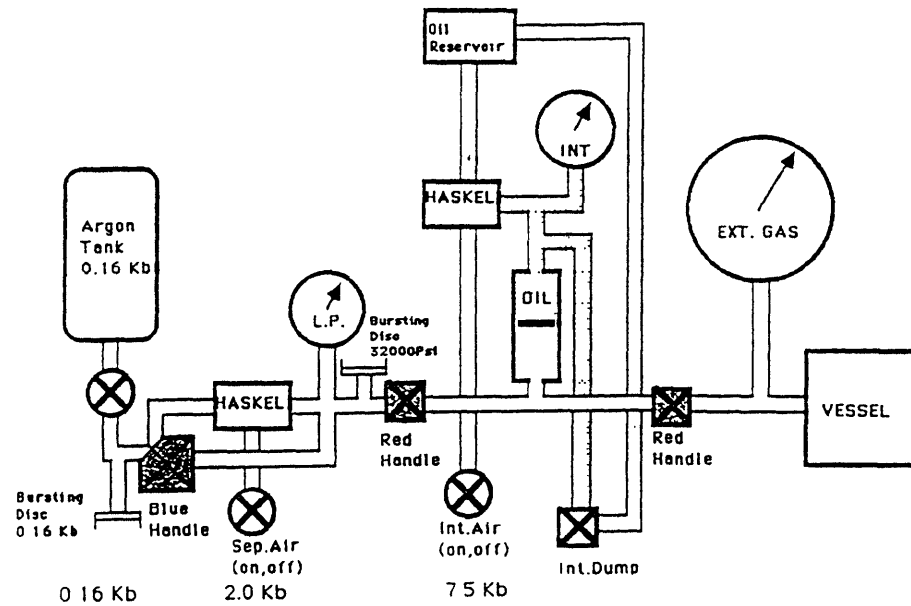 Oil
Reservoir
INT
HASKEL
Argon
Tank
0.16 Kb
EXT. GAS
OIL
L.P.
Bursting
Disc
32000Psi
HASKEL
VESSEL
Red
Handle
Red
Handle
Bursting
Disc
0 16 Kb
Blue
Handle
Sep.Air
(on,off)
Int.Air
(on,off)
Int.Dump
0 16 Kb
2.0 Kb
7 5 Kb